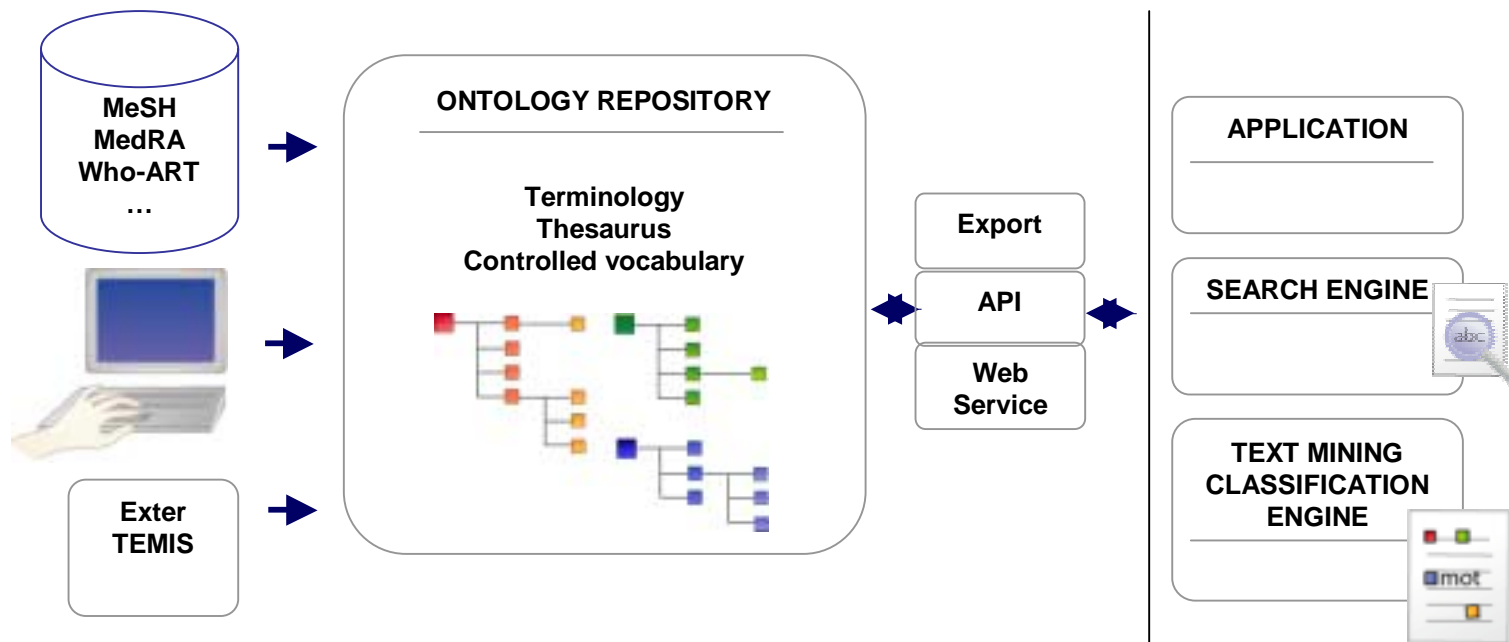 MeSH
MedRA
Who-ART
…
Exter
TEMIS
ONTOLOGY REPOSITORY
Terminology
Thesaurus
Controlled vocabulary
Export
API
Web
Service
APPLICATION
SEARCH ENGINE
abc
TEXT MINING
CLASSIFICATION
ENGINE
mot